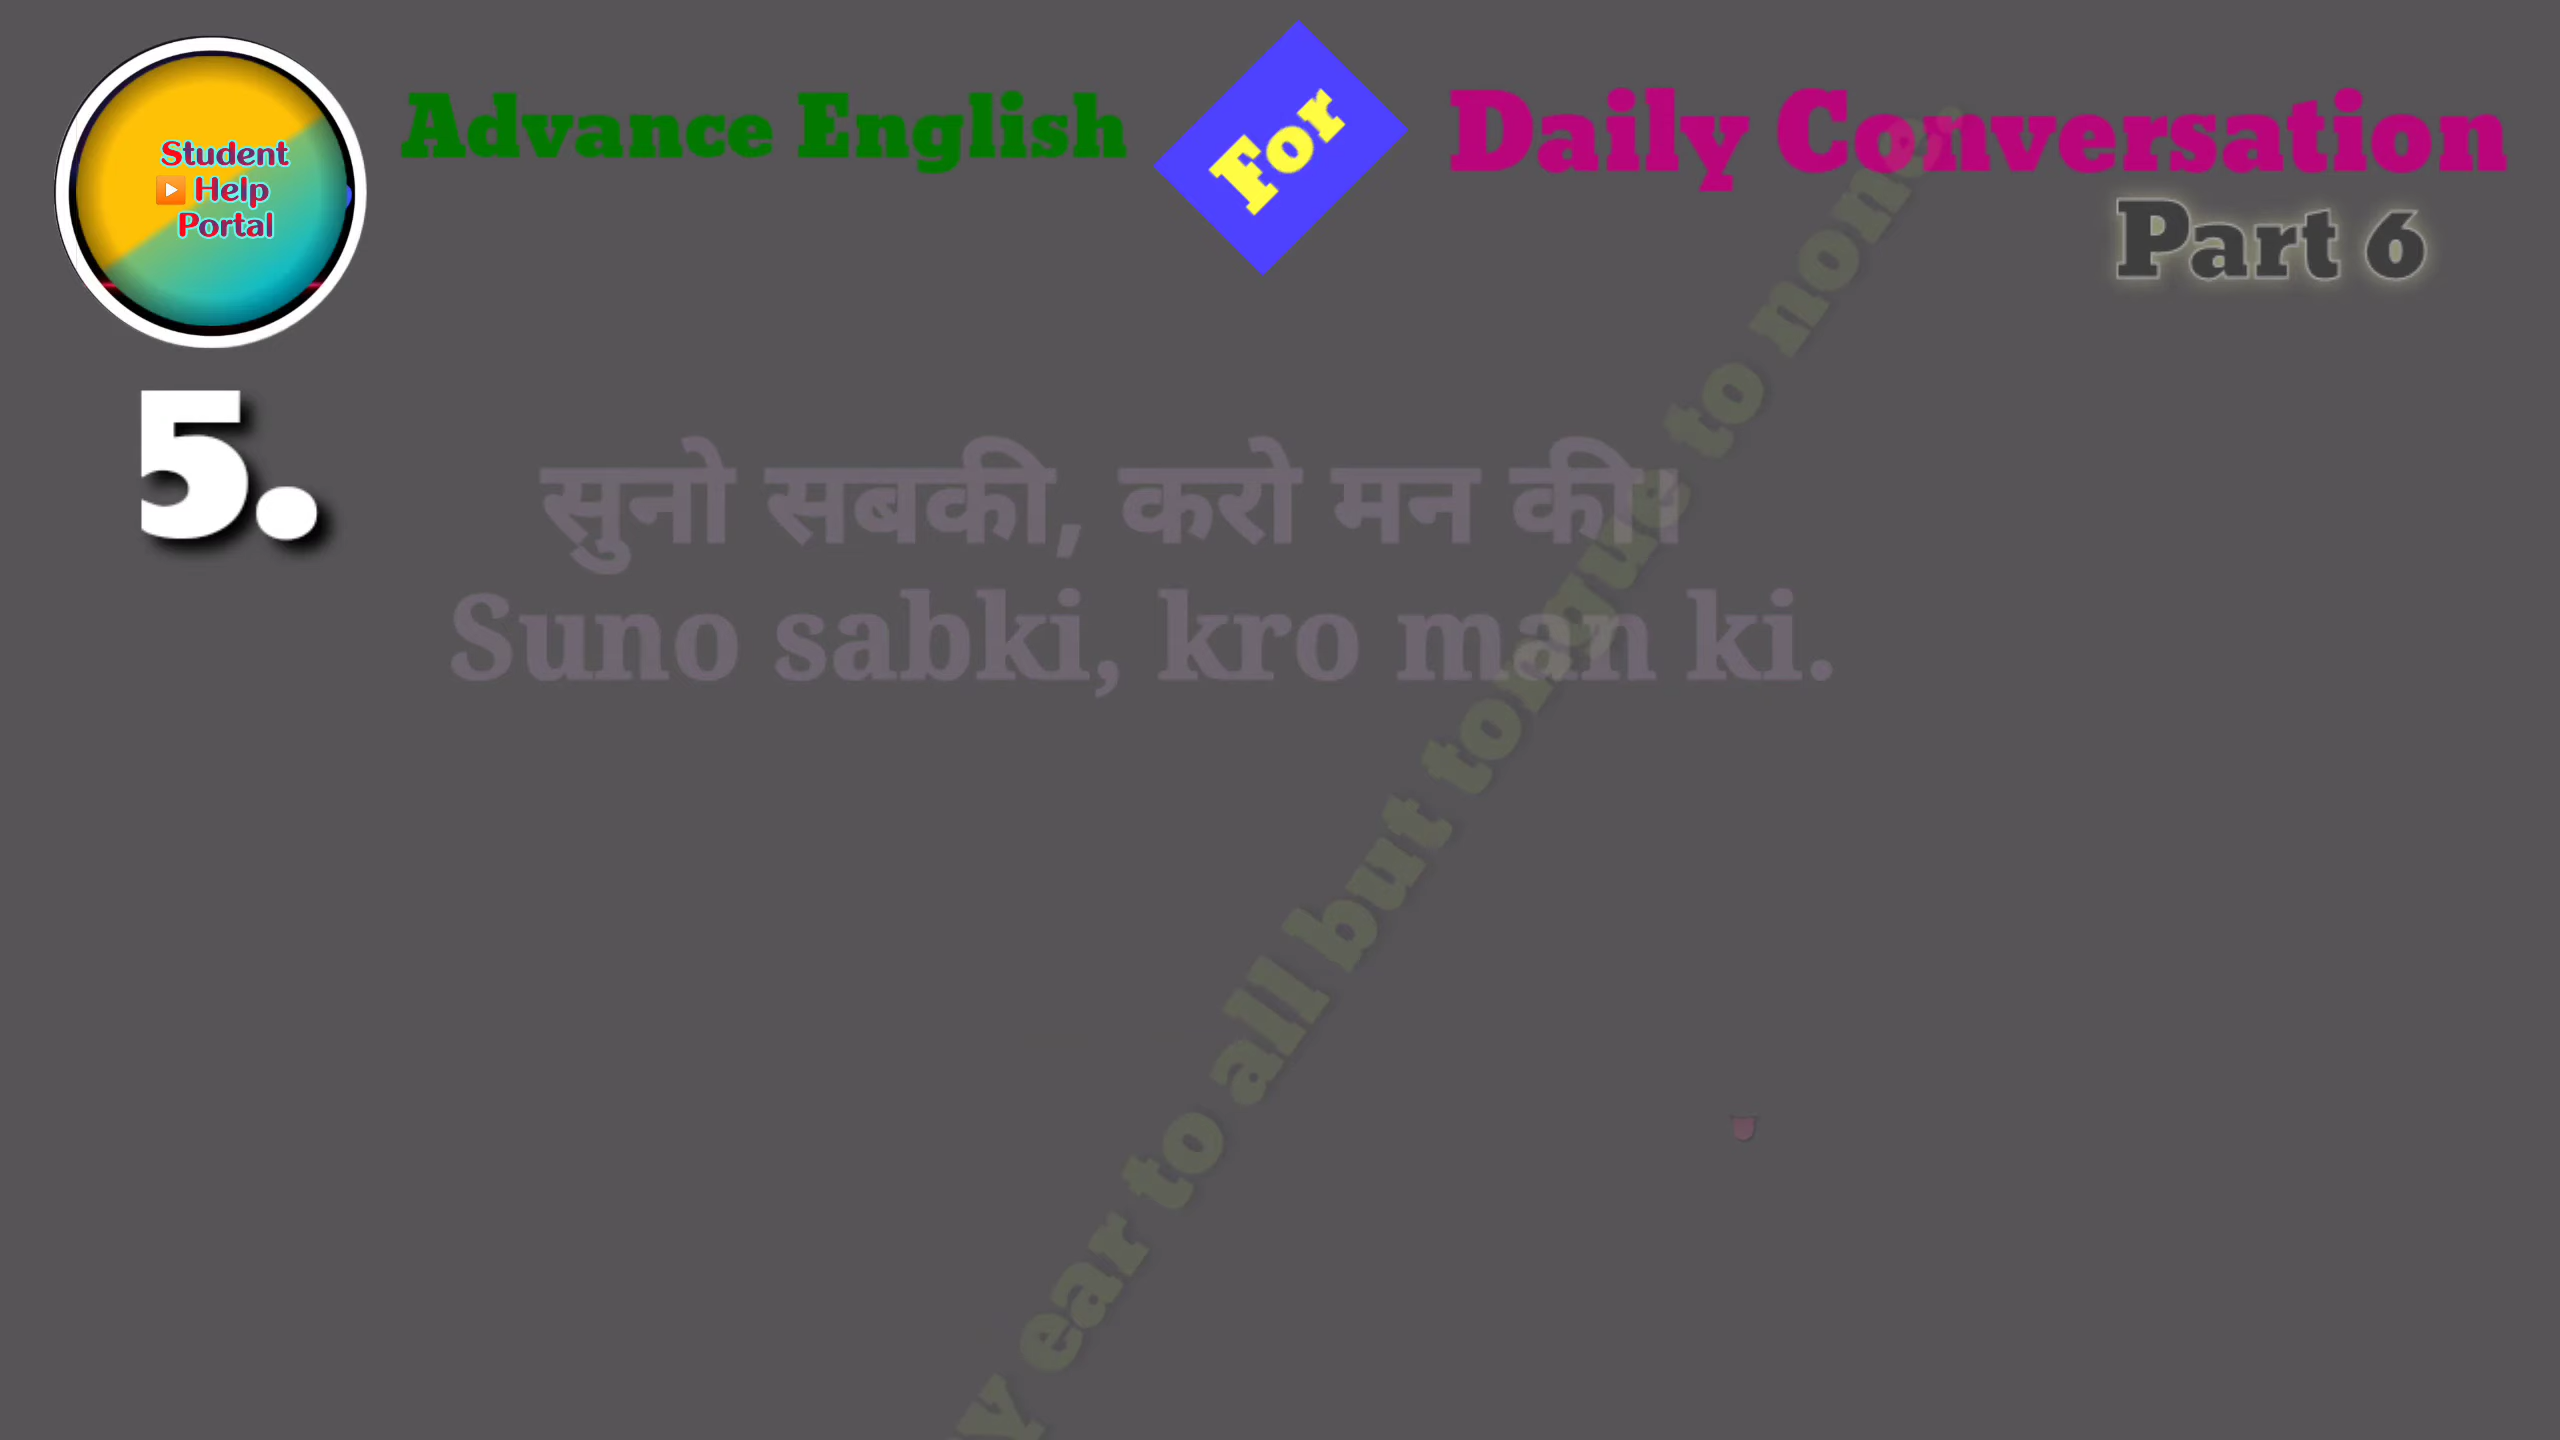 Student
Help
Portal
Advance English For Daily Conversation
Part 6
5.
सुनो सबकी, करो मन की।
Suno sabki, kro man ki.
ear to all but tongue to none